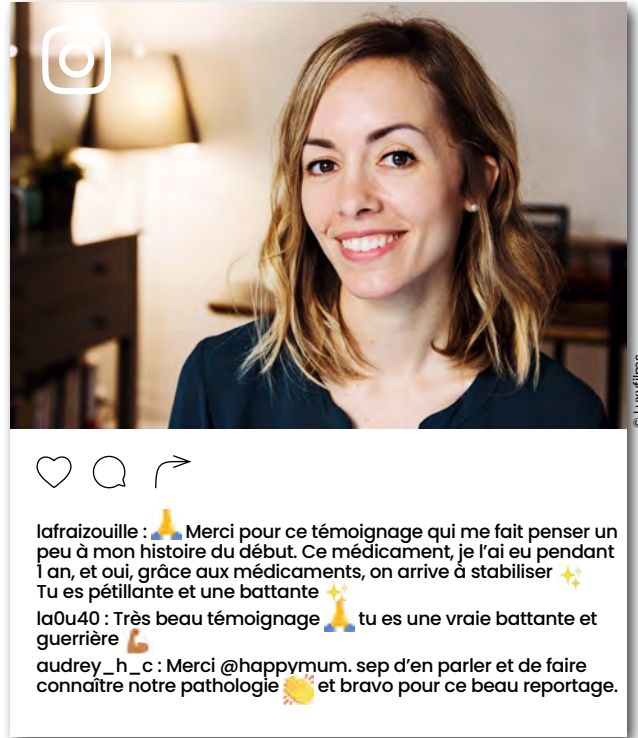 © Luxyfilms
lafraizouille : 🙏 Merci pour ce témoignage qui me fait penser un
peu à mon histoire du début. Ce médicament, je l'ai eu pendant
1 an, et oui, grâce aux médicaments, on arrive à stabiliser ✨
Tu es pétillante et une battante ✨
la0u40 : Très beau témoignage 🙏 tu es une vraie battante et
guerrière 💪🏾
audrey_h_c : Merci @happymum. sep d'en parler et de faire
connaître notre pathologie 👏 et bravo pour ce beau reportage.